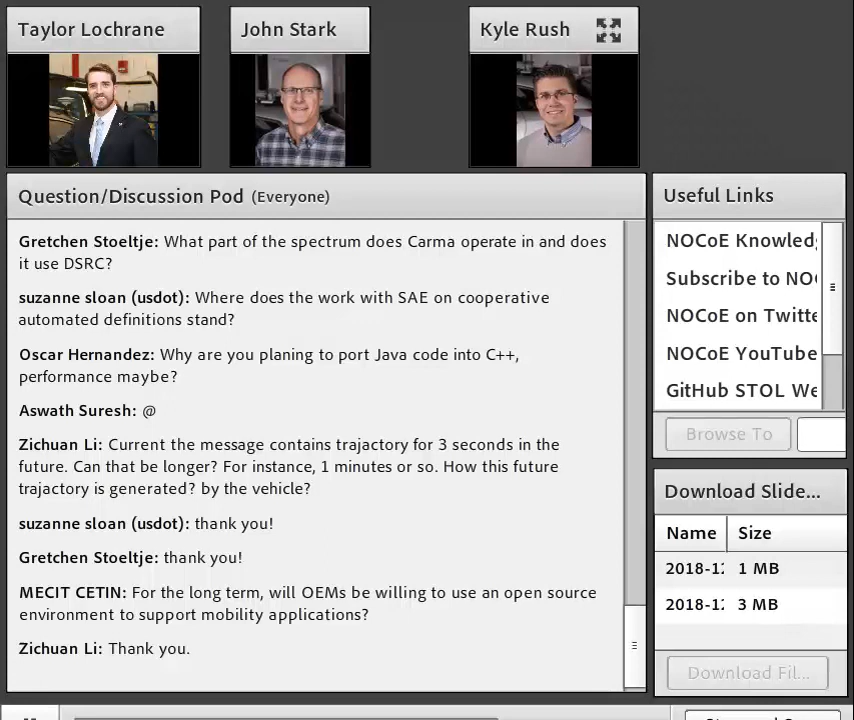 Taylor Lochrane
John Stark
Kyle Rush
Question/Discussion Pod (Everyone)
Gretchen Stoeltje: What part of the spectrum does Carma operate in and does
it use DSRC?
suzanne sloan (usdot): Where does the work with SAE on cooperative
automated definitions stand?
Oscar Hernandez: Why are you planing to port Java code into C++,
performance maybe?
Aswath Suresh: @
Zichuan Li: Current the message contains trajactory for 3 seconds in the
future. Can that be longer? For instance, 1 minutes or so. How this future
trajactory is generated? by the vehicle?
suzanne sloan (usdot): thank you!
Gretchen Stoeltje: thank you!
MECIT CETIN: For the long term, will OEMs be willing to use an open source
environment to support mobility applications?
Zichuan Li: Thank you.
Useful Links
NOCoE Knowled
Subscribe to NO
NOCoE on Twitte
NOCoE YouTube
GitHub STOL We
Browse To
Download Slide...
Name Size
2018-1 1 MB
2018-1 3 MB
Download Fil...